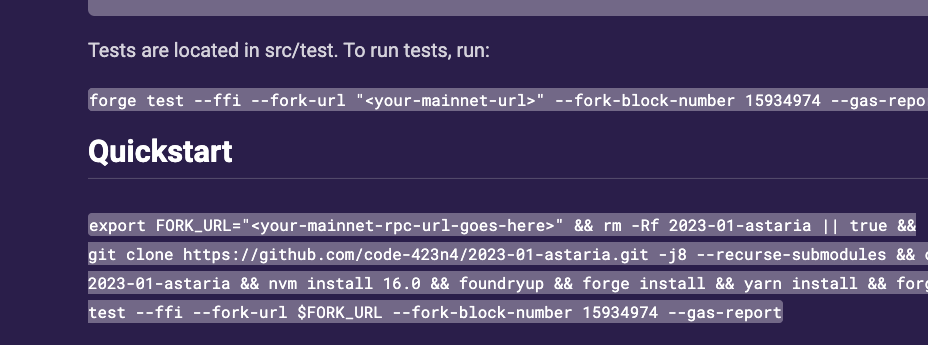 Tests are located in src/test. To run tests, run:
forge test --ffi --fork-url "<your-mainnet-url>" --fork-block-number 15934974 --gas-repo
Quickstart
export FORK_URL="<your-mainnet-rpc-url-goes-here>" && rm -Rf 2023-01-astaria || true &&
git clone https://github.com/code-423n4/2023-01-astaria.git -j8 --recurse-submodules &&
2023-01-astaria && nvm install 16.0 && foundryup && forge install && yarn install && forg
test --ffi --fork-url $FORK_URL --fork-block-number 15934974 --gas-report